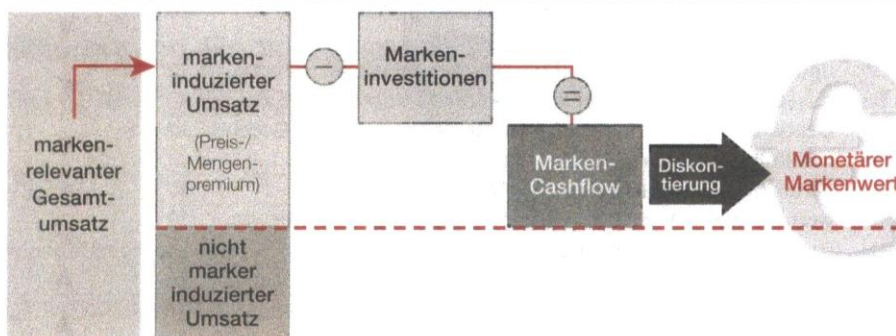 marken-
relevanter
Gesamt-
umsatz
marken-
induzierter
Umsatz
(Preis-/
Mengen-
premium)
nicht
marker
induzierter
Umsatz
−
Marken-
investitionen
=
Marken-
Cashflow
Diskon-
tierung
€
Monetärer
Markenwert